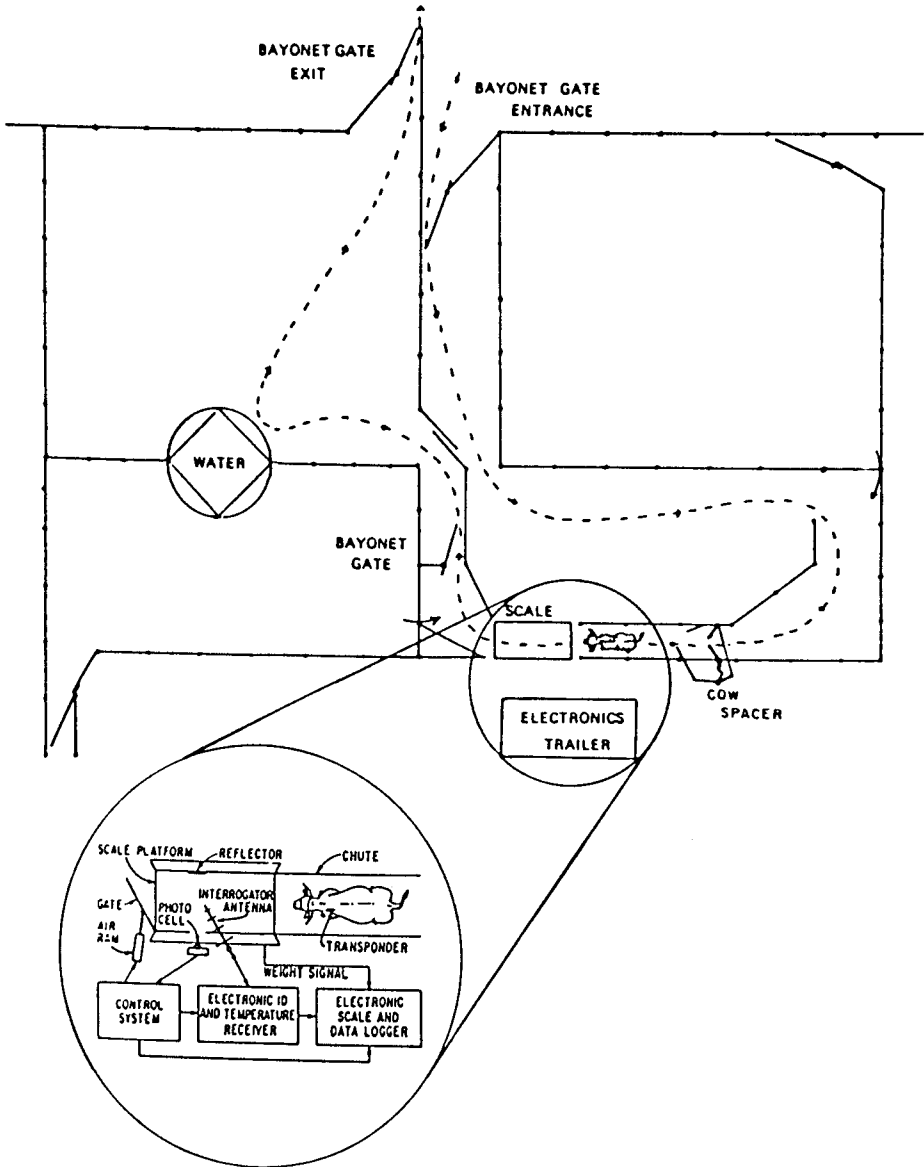 BAYONET GATE
EXIT
BAYONET GATE
ENTRANCE
WATER
BAYONET
GATE
SCALE
COW
SPACER
ELECTRONICS
TRAILER
SCALE PLATFORM
REFLECTOR
CHUTE
INTERROGATOR
ANTENNA
GATE
PHOTO
CELL
AIR
RAM
TRANSPONDER
WEIGHT SIGNAL
CONTROL
SYSTEM
ELECTRONIC ID
AND TEMPERATURE
RECEIVER
ELECTRONIC
SCALE AND
DATA LOGGER